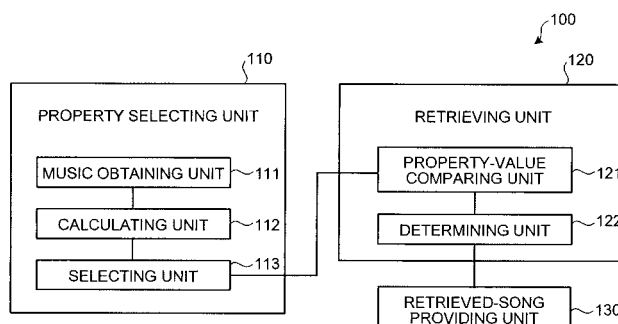 100
110
120
PROPERTY SELECTING UNIT
RETRIEVING UNIT
MUSIC OBTAINING UNIT
111
CALCULATING UNIT
112
SELECTING UNIT
113
PROPERTY-VALUE
COMPARING UNIT
121
DETERMINING UNIT
122
RETRIEVED-SONG
PROVIDING UNIT
130